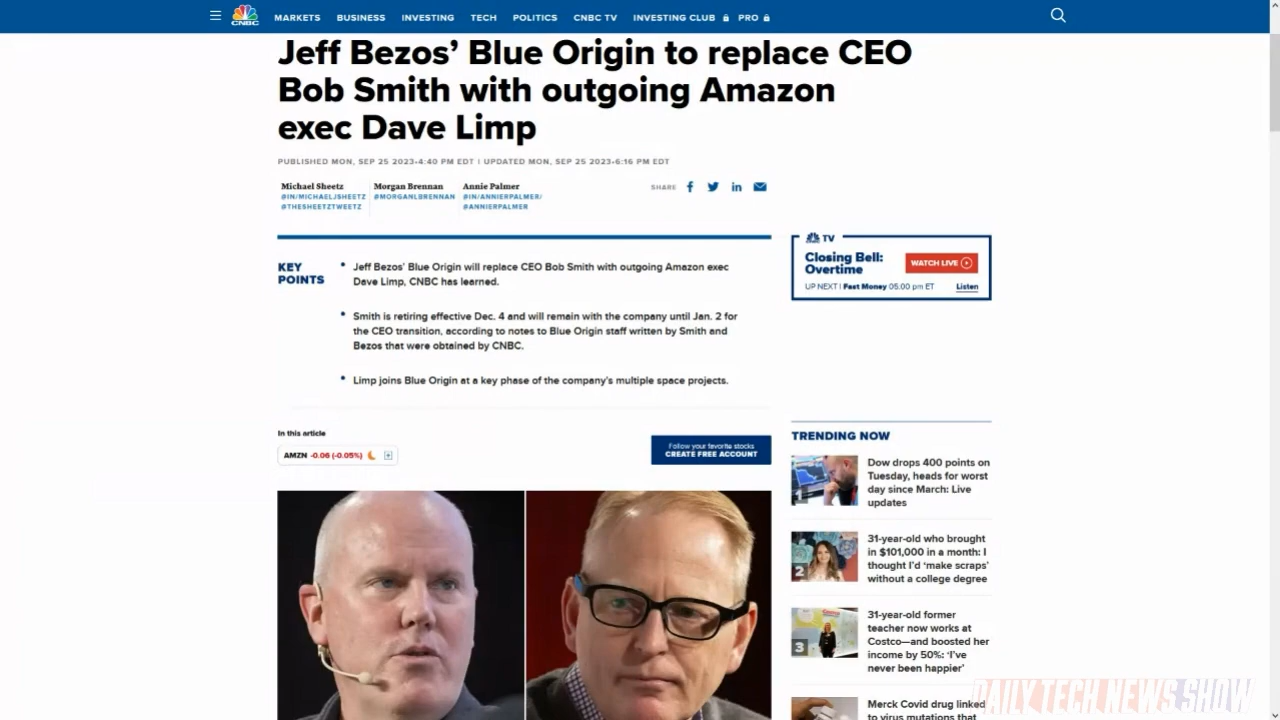 CNBC
MARKETS BUSINESS INVESTING TECH POLITICS CNBC TV INVESTING CLUB PRO
Jeff Bezos’ Blue Origin to replace CEO
Bob Smith with outgoing Amazon
exec Dave Limp
PUBLISHED MON, SEP 25 2023•4:40 PM EDT | UPDATED MON, SEP 25 2023•6:16 PM EDT
Michael Sheetz
@IN/MICHAELJSHEETZ
@THESHEETZTWEETZ
Morgan Brennan
@MORGANLBRENNAN
Annie Palmer
@IN/ANNIERPALMER/
@ANNIERPALMER
SHARE
KEY
POINTS
• Jeff Bezos’ Blue Origin will replace CEO Bob Smith with outgoing Amazon exec
Dave Limp, CNBC has learned.
• Smith is retiring effective Dec. 4 and will remain with the company until Jan. 2 for
the CEO transition, according to notes to Blue Origin staff written by Smith and
Bezos that were obtained by CNBC.
• Limp joins Blue Origin at a key phase of the company’s multiple space projects.
TV
Closing Bell:
Overtime
WATCH LIVE
UP NEXT | Fast Money 05:00 pm ET Listen
In this article
AMZN -0.06 (-0.05%)
Follow your favorite stocks
CREATE FREE ACCOUNT
TRENDING NOW
1
Dow drops 400 points on
Tuesday, heads for worst
day since March: Live
updates
2
31-year-old who brought
in $101,000 in a month: I
thought I’d ‘make scraps’
without a college degree
3
31-year-old former
teacher now works at
Costco—and boosted her
income by 50%: ‘I’ve
never been happier’
Merck Covid drug linked
to virus mutations that
DAILY TECH NEWS SHOW